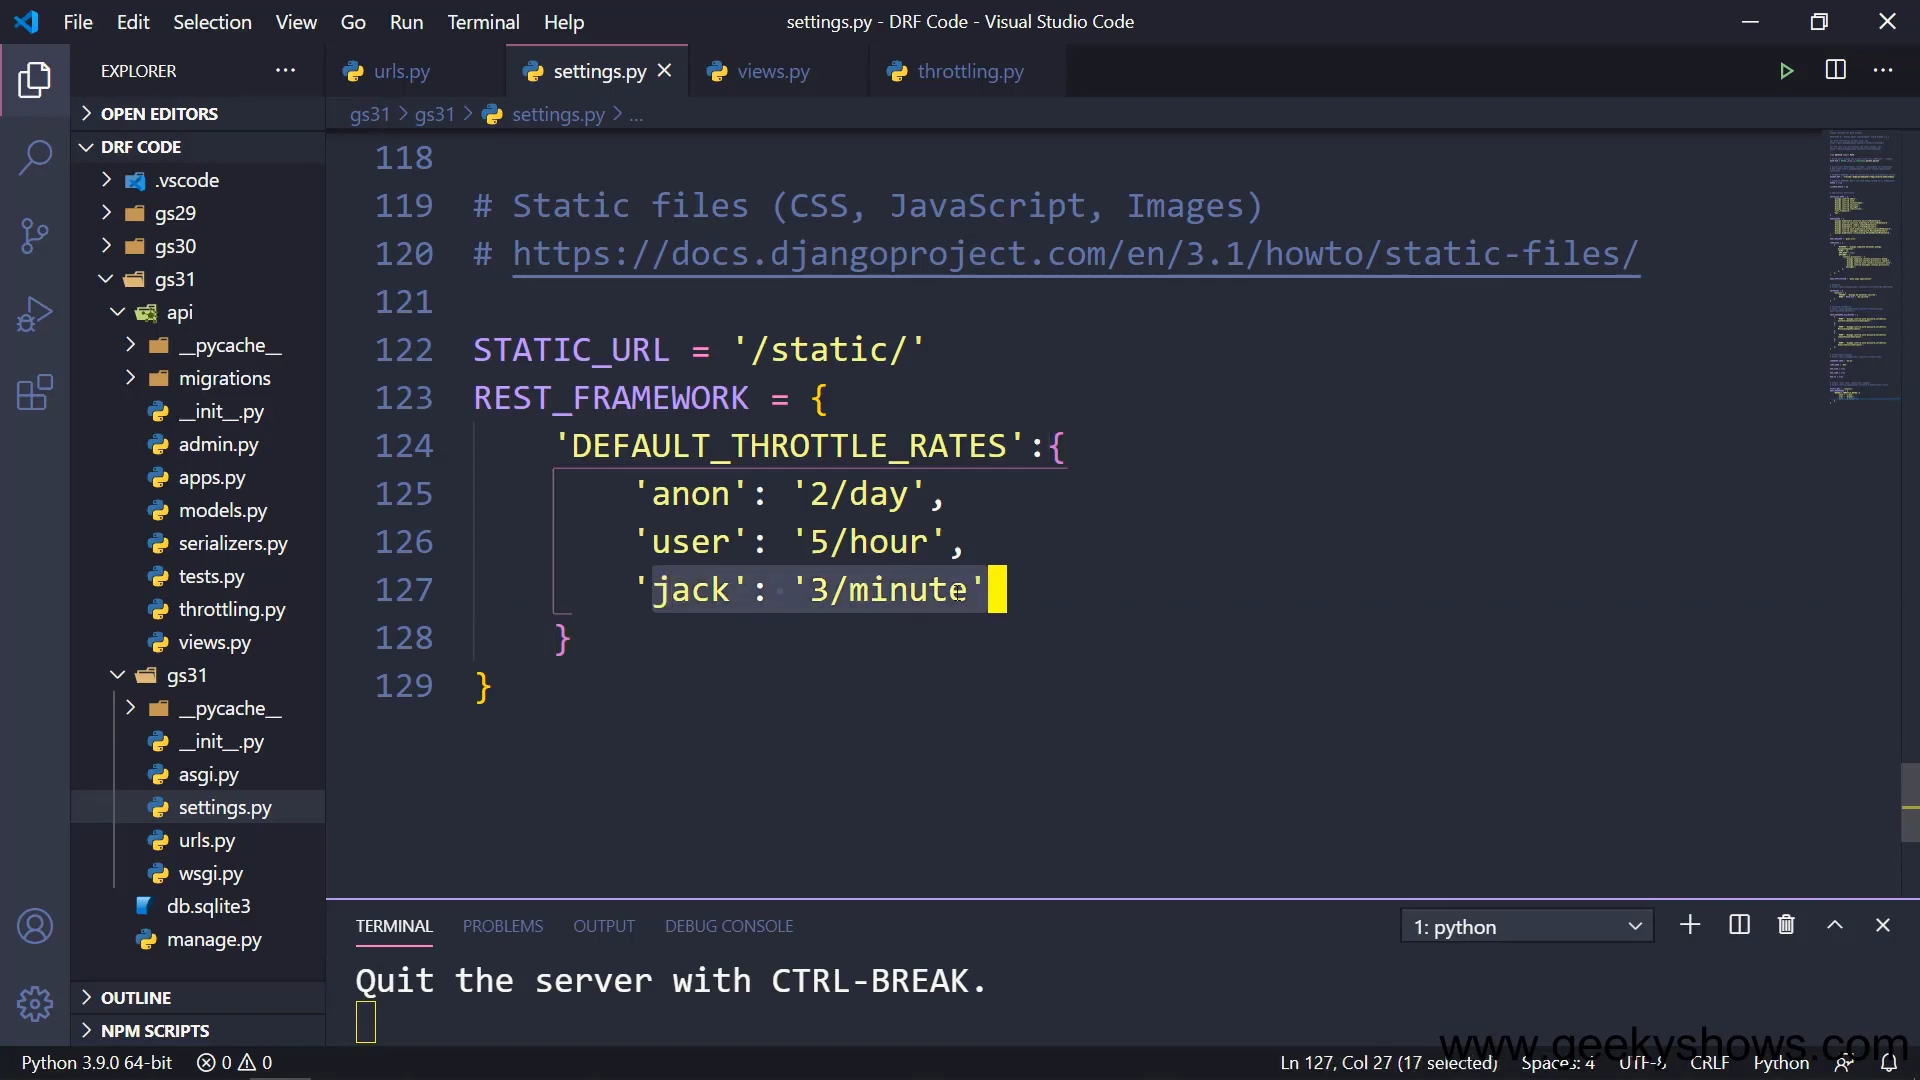 File Edit Selection View Go Run Terminal Help
settings.py - DRF Code - Visual Studio Code
EXPLORER
urls.py
settings.py
views.py
throttling.py
OPEN EDITORS
gs31 > gs31 > settings.py > ...
DRF CODE
.vscode
gs29
gs30
gs31
api
__pycache__
migrations
__init__.py
admin.py
apps.py
models.py
serializers.py
tests.py
throttling.py
views.py
gs31
__pycache__
__init__.py
asgi.py
settings.py
urls.py
wsgi.py
db.sqlite3
manage.py
OUTLINE
NPM SCRIPTS
118
119 # Static files (CSS, JavaScript, Images)
120 # https://docs.djangoproject.com/en/3.1/howto/static-files/
121
122 STATIC_URL = '/static/'
123 REST_FRAMEWORK = {
124 'DEFAULT_THROTTLE_RATES':{
125 'anon': '2/day',
126 'user': '5/hour',
127 'jack': '3/minute'
128 }
129 }
TERMINAL PROBLEMS OUTPUT DEBUG CONSOLE
1: python
Quit the server with CTRL-BREAK.
www.geekyshows.com
Python 3.9.0 64-bit 0 0
Ln 127, Col 27 (17 selected) Spaces: 4 UTF-8 CRLF Python